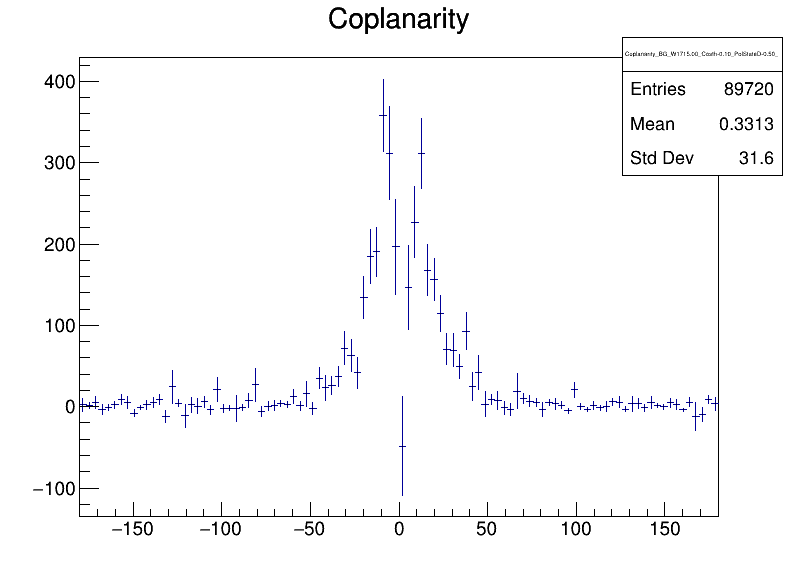 Coplanarity
Coplanarity_BG_W1715.00_Costh-0.10_PolStateD-0.50_
Entries 89720
Mean 0.3313
Std Dev 31.6
400
300
200
100
0
−100
−150 −100 −50 0 50 100 150